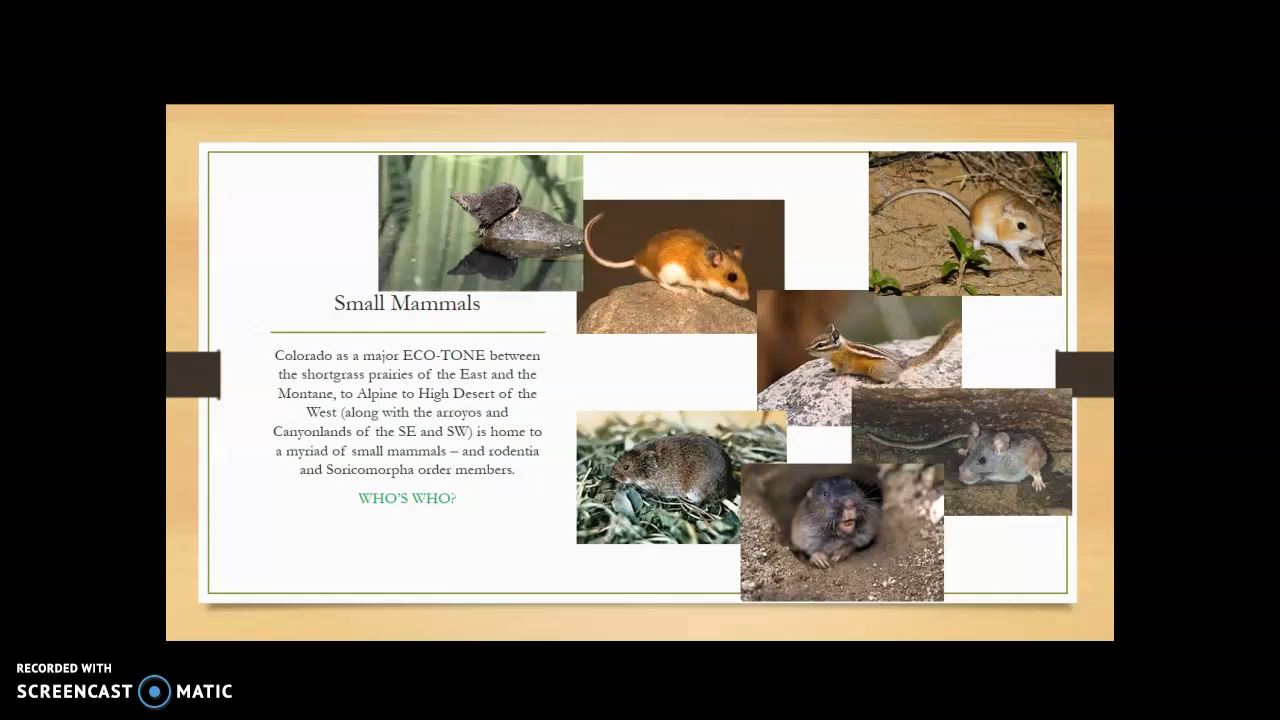 Small Mammals
Colorado as a major ECO-TONE between
the shortgrass prairies of the East and the
Montane, to Alpine to High Desert of the
West (along with the arroyos and
Canyonlands of the SE and SW) is home to
a myriad of small mammals – and rodentia
and Soricomorpha order members.
WHO'S WHO?
RECORDED WITH
SCREENCAST MATIC